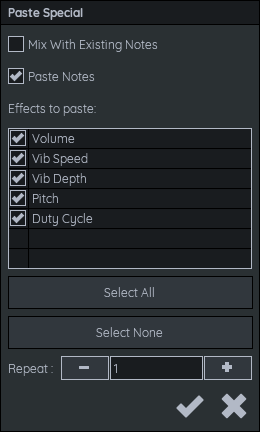 Paste Special
Mix With Existing Notes
Paste Notes
Effects to paste:
Volume
Vib Speed
Vib Depth
Pitch
Duty Cycle
Select All
Select None
Repeat : - 1 +